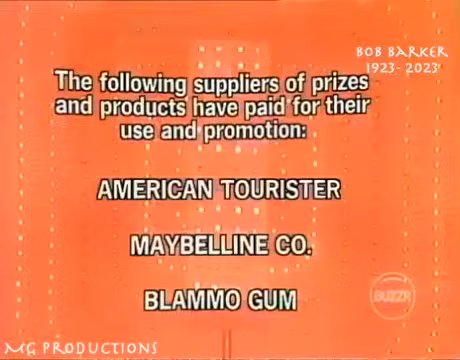 BOB BARKER
1923-2023
The following suppliers of prizes
and products have paid for their
use and promotion:
AMERICAN TOURISTER
MAYBELLINE CO.
BLAMMO GUM
BUZZR
MG PRODUCTIONS